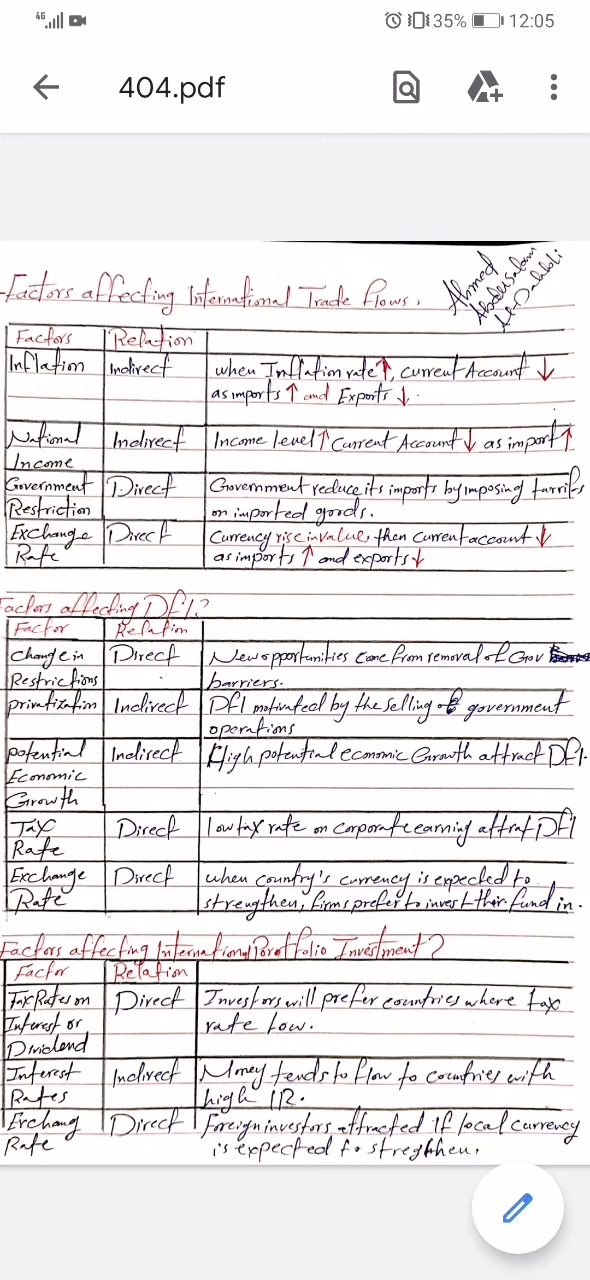 4G 35% 12:05
404.pdf
Ahmed
Abdelsalam
Factors affecting International Trade flows.
Factors Relation
Inflation Indirect when Inflation rate ↑, current Account ↓
as imports ↑ and Exports ↓.
National Indirect Income level ↑ current Account ↓ as import ↑
Income
Government Direct Government reduce its imports by imposing tarrifs
Restriction on imported goods.
Exchange Direct Currency rise in value, then current account ↓
Rate as imports ↑ and exports ↓
Factors affecting DFI?
Factor Relation
change in Direct New opportunities come from removal of Gov
Restrictions barriers.
privatization Indirect DFI motivated by the selling of government
operations
potential Indirect High potential economic Growth attract DFI.
Economic
Growth
Tax Direct low tax rate on corporate earning attrat DFI
Rate
Exchange Direct when country's currency is expected to
Rate strengthen, firms prefer to invest their fund in.
Factors affecting International Portfolio Investment?
Factor Relation
Tax Rates on Direct Investors will prefer countries where tax
Interest or rate low.
Dividend
Interest Indirect Money tends to flow to countries with
Rates high IR.
Exchang Direct Foreign investors attracted If local currency
Rate is expected to stregthen.